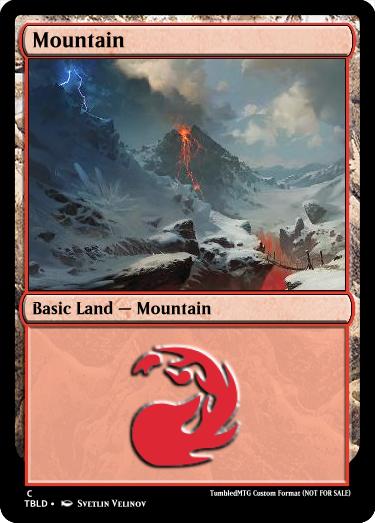 Mountain
Basic Land — Mountain
C
TBLD • Svetlin Velinov
TumbledMTG Custom Format (NOT FOR SALE)